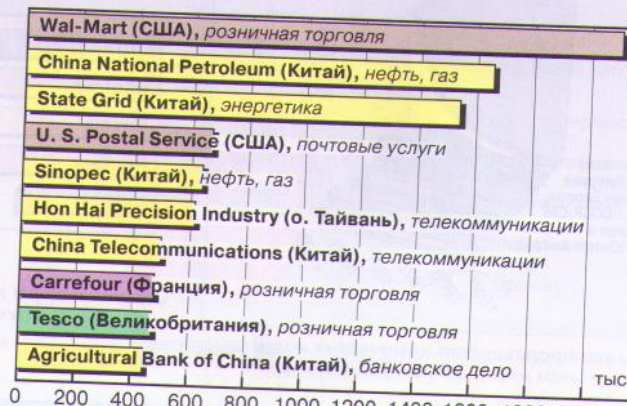 Wal-Mart (США), розничная торговля
China National Petroleum (Китай), нефть, газ
State Grid (Китай), энергетика
U. S. Postal Service (США), почтовые услуги
Sinopec (Китай), нефть, газ
Hon Hai Precision Industry (о. Тайвань), телекоммуникации
China Telecommunications (Китай), телекоммуникации
Carrefour (Франция), розничная торговля
Tesco (Великобритания), розничная торговля
Agricultural Bank of China (Китай), банковское дело
тыс
0 200 400 600 800 1000 1200 1400 1600